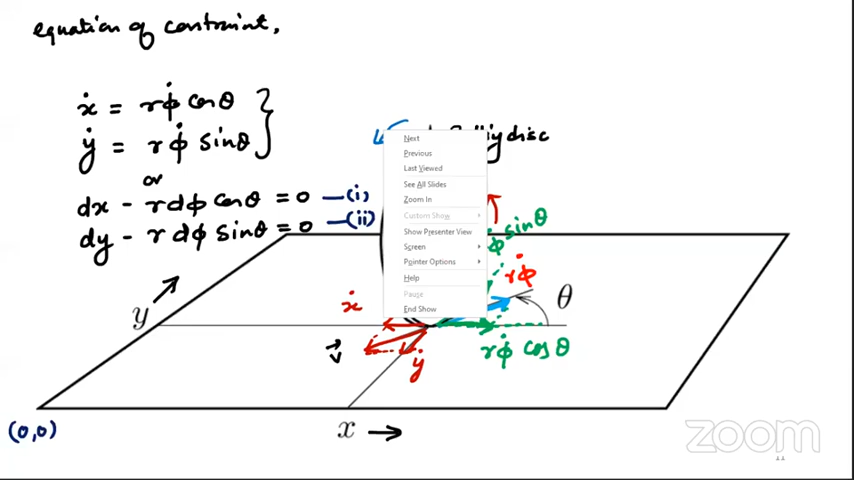 equation of constraint,
ẋ = rφ̇ cosθ
ẏ = rφ̇ sinθ
or
dx - rdφ cosθ = 0 —(i)
dy - rdφ sinθ = 0 —(ii)
disc
Next
Previous
Last Viewed
See All Slides
Zoom In
Custom Show
Show Presenter View
Screen
Pointer Options
Help
Pause
End Show
φ̇ sinθ
rφ̇
θ
y
ẋ
v⃗
ẏ
rφ̇ cosθ
(0,0)
x
zoom